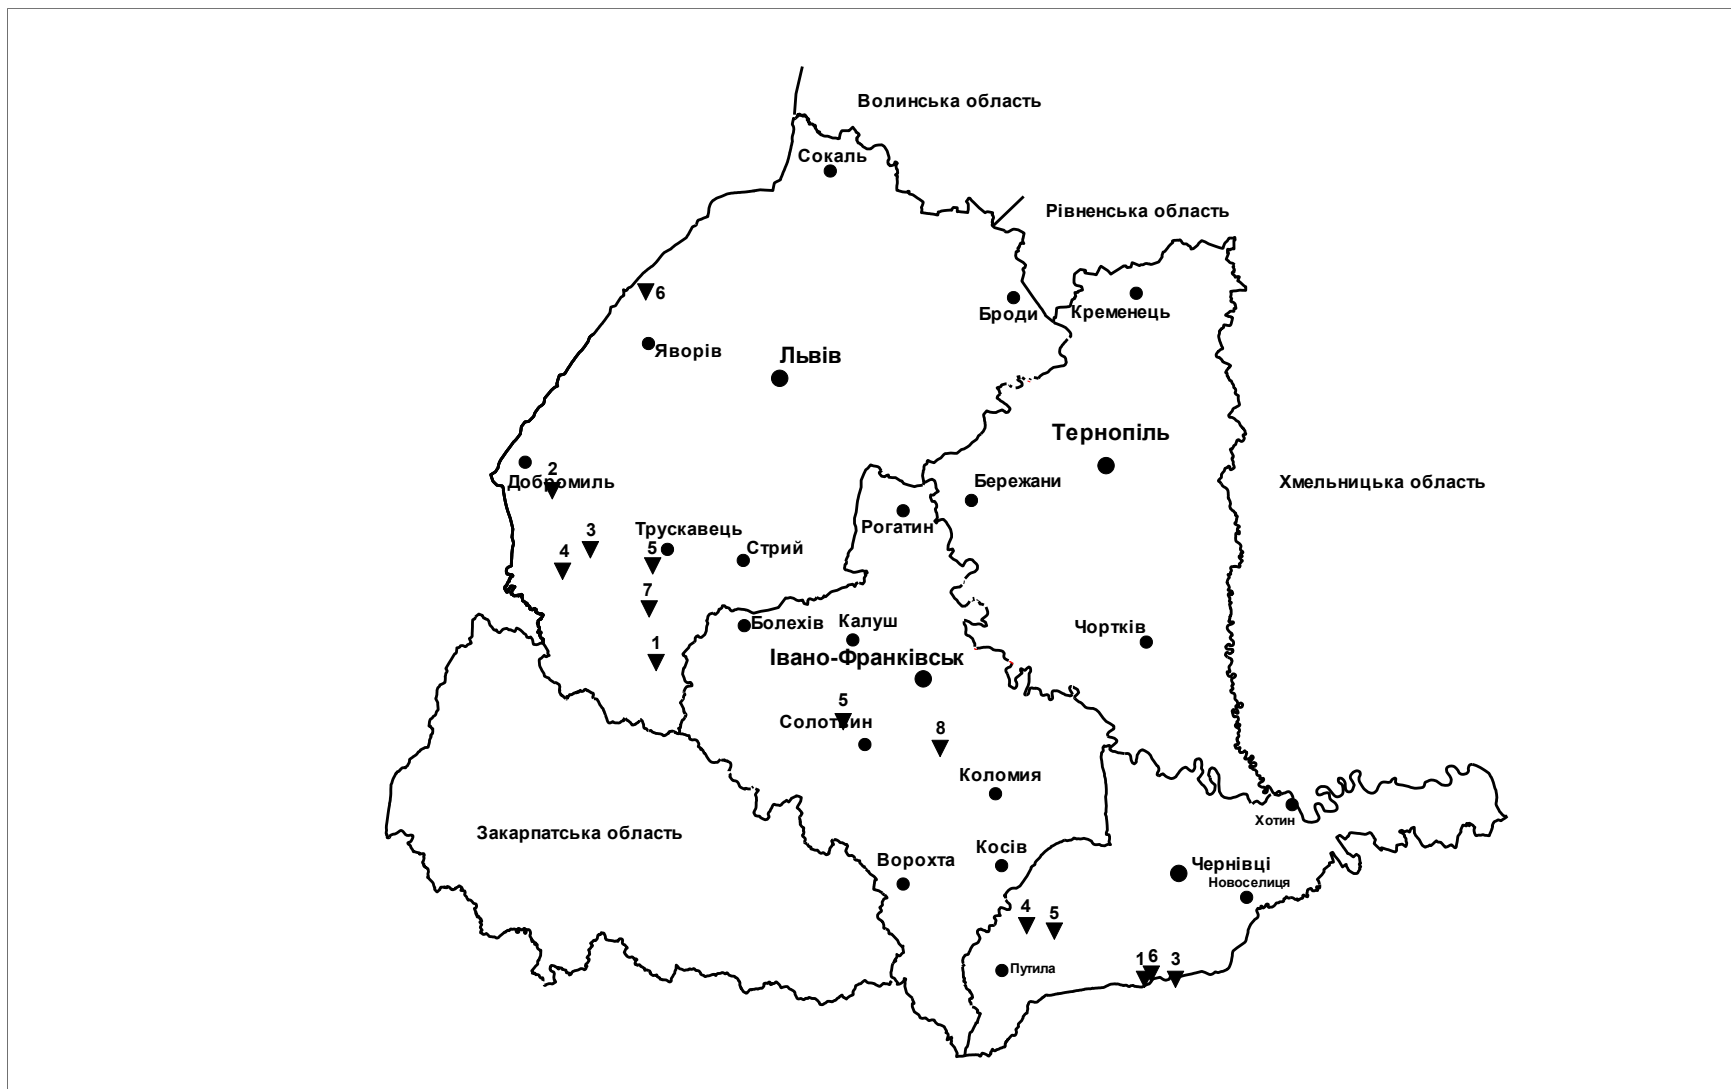 Волинська область
Сокаль
Рівненська область
6
Броди
Кременець
Яворів
Львів
Тернопіль
2
Добромиль
Бережани
Хмельницька область
Рогатин
3
Трускавець
4
5
Стрий
7
Болехів
Калуш
Чортків
1
Івано-Франківськ
5
Солотвин
8
Коломия
Хотин
Закарпатська область
Ворохта
Косів
Чернівці
Новоселиця
4
5
1
6
3
Путила